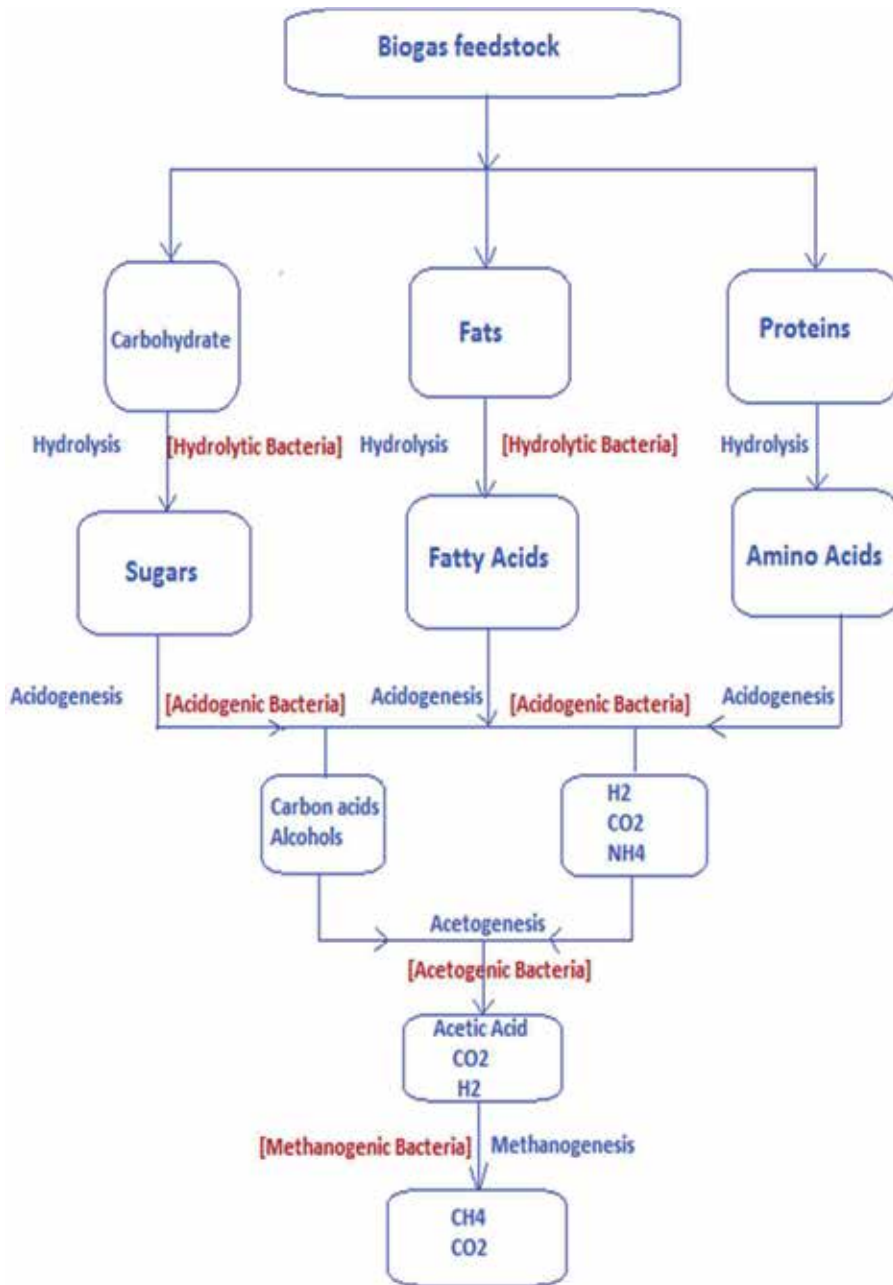 Biogas feedstock
Carbohydrate
Fats
Proteins
Hydrolysis
[Hydrolytic Bacteria]
Hydrolysis
[Hydrolytic Bacteria]
Hydrolysis
Sugars
Fatty Acids
Amino Acids
Acidogenesis
[Acidogenic Bacteria]
Acidogenesis
[Acidogenic Bacteria]
Acidogenesis
Carbon acids
Alcohols
H2
CO2
NH4
Acetogenesis
[Acetogenic Bacteria]
Acetic Acid
CO2
H2
[Methanogenic Bacteria]
Methanogenesis
CH4
CO2